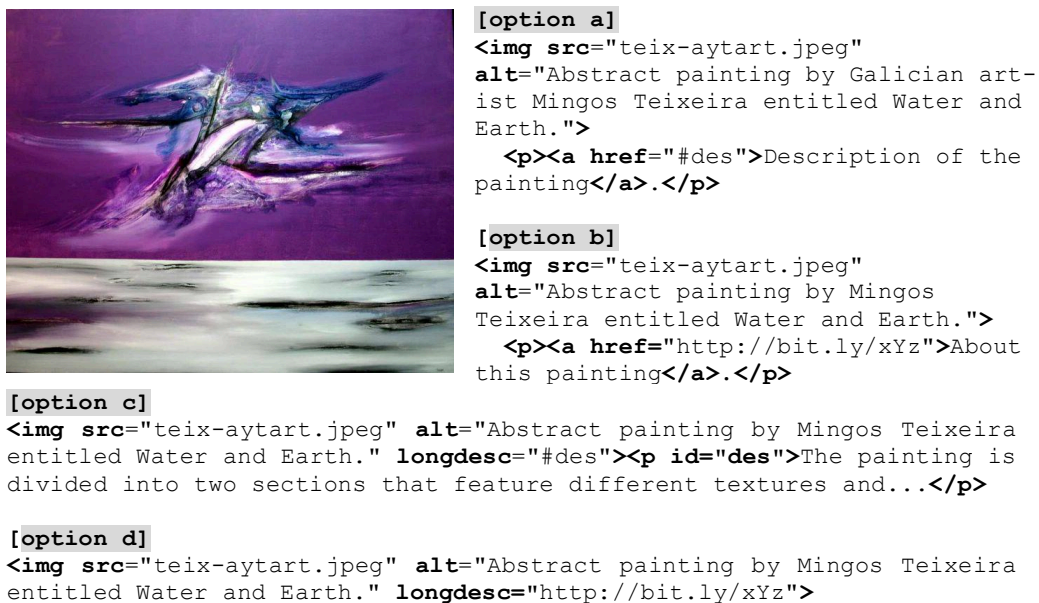 [option a]
<img src="teix-aytart.jpeg"
alt="Abstract painting by Galician art-
ist Mingos Teixeira entitled Water and
Earth.">
<p><a href="#des">Description of the
painting</a>.</p>
[option b]
<img src="teix-aytart.jpeg"
alt="Abstract painting by Mingos
Teixeira entitled Water and Earth.">
<p><a href="http://bit.ly/xYz">About
this painting</a>.</p>
[option c]
<img src="teix-aytart.jpeg" alt="Abstract painting by Mingos Teixeira
entitled Water and Earth." longdesc="#des"><p id="des">The painting is
divided into two sections that feature different textures and...</p>
[option d]
<img src="teix-aytart.jpeg" alt="Abstract painting by Mingos Teixeira
entitled Water and Earth." longdesc="http://bit.ly/xYz">